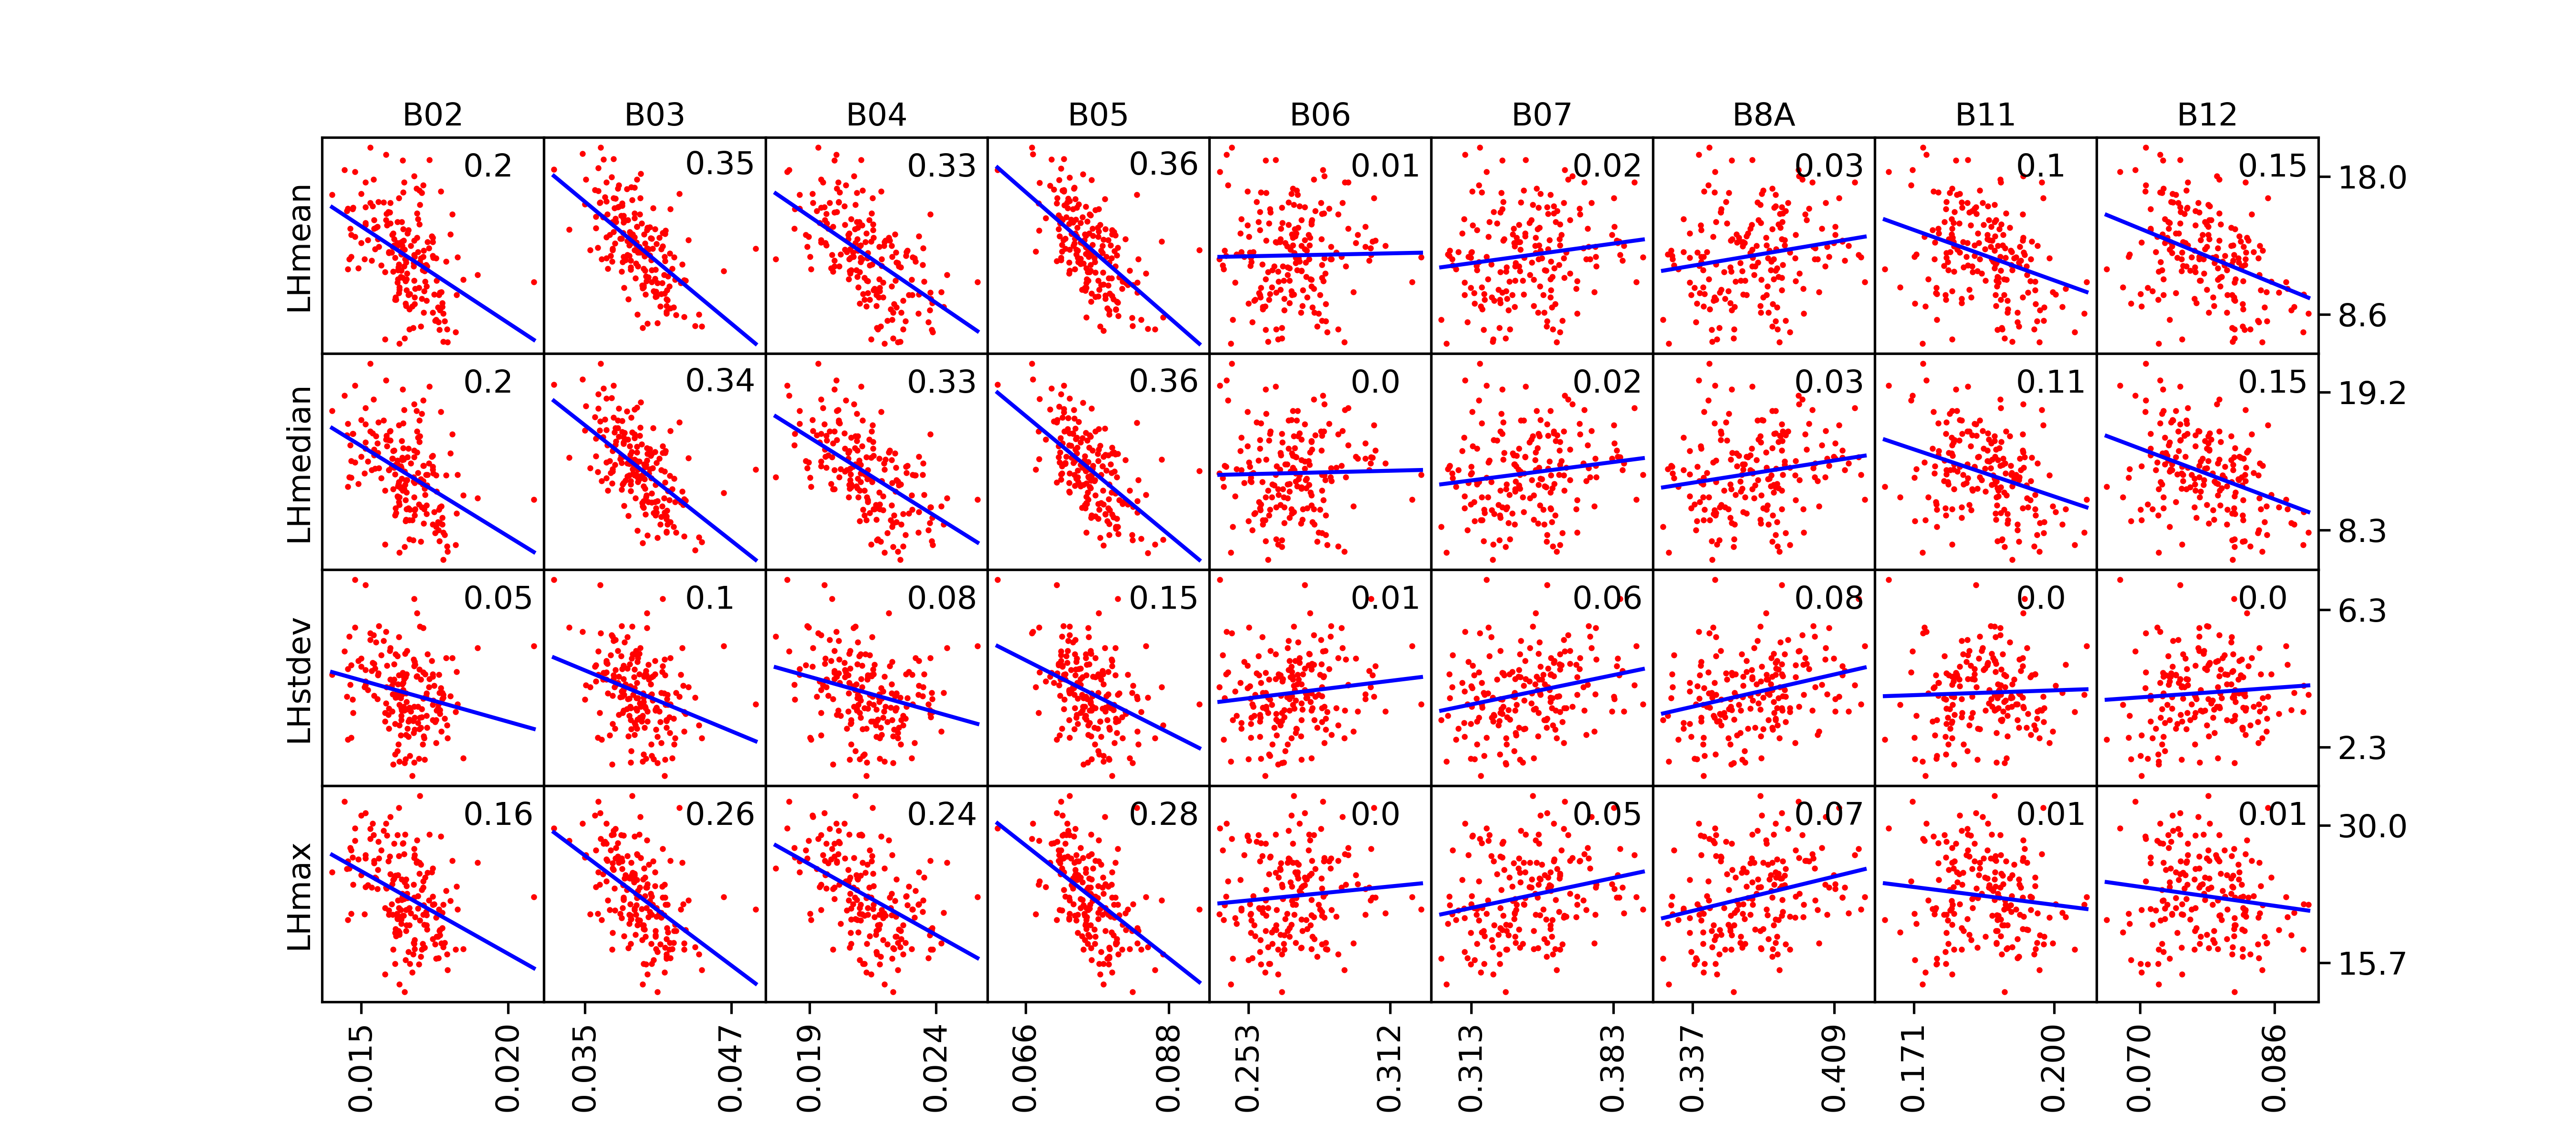 B02 B03 B04 B05 B06 B07 B8A B11 B12
LHmean 0.2 0.35 0.33 0.36 0.01 0.02 0.03 0.1 0.15 18.0
8.6
LHmedian 0.2 0.34 0.33 0.36 0.0 0.02 0.03 0.11 0.15 19.2
8.3
LHstdev 0.05 0.1 0.08 0.15 0.01 0.06 0.08 0.0 0.0 6.3
2.3
LHmax 0.16 0.26 0.24 0.28 0.0 0.05 0.07 0.01 0.01 30.0
15.7
0.015 0.020 0.035 0.047 0.019 0.024 0.066 0.088 0.253 0.312 0.313 0.383 0.337 0.409 0.171 0.200 0.070 0.086